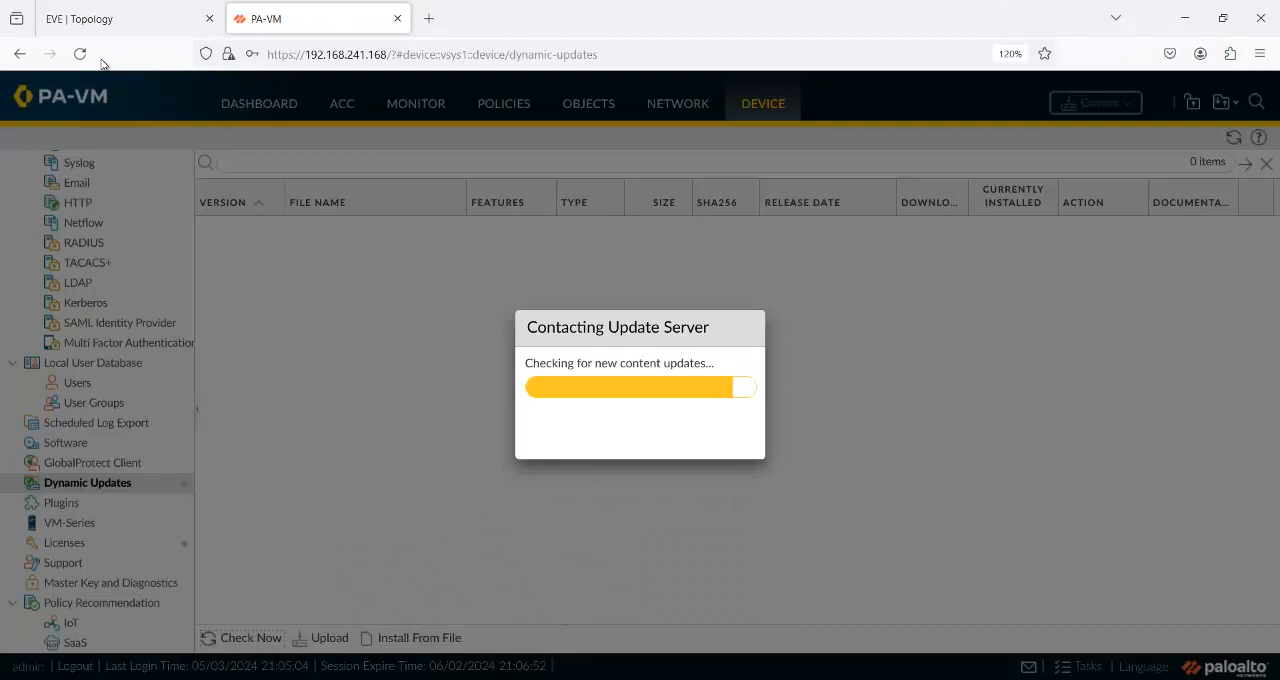 EVE | Topology
PA-VM
https://192.168.241.168/?#device::vsys1::device/dynamic-updates
120%
PA-VM
DASHBOARD
ACC
MONITOR
POLICIES
OBJECTS
NETWORK
DEVICE
Commit
0 items
VERSION
FILE NAME
FEATURES
TYPE
SIZE
SHA256
RELEASE DATE
DOWNLO...
CURRENTLY
INSTALLED
ACTION
DOCUMENTA...
Syslog
Email
HTTP
Netflow
RADIUS
TACACS+
LDAP
Kerberos
SAML Identity Provider
Multi Factor Authentication
Local User Database
Users
User Groups
Scheduled Log Export
Software
GlobalProtect Client
Dynamic Updates
Plugins
VM-Series
Licenses
Support
Master Key and Diagnostics
Policy Recommendation
IoT
SaaS
Contacting Update Server
Checking for new content updates...
Check Now
Upload
Install From File
admin | Logout | Last Login Time: 05/03/2024 21:05:04 | Session Expire Time: 06/02/2024 21:06:52 |
Tasks | Language
paloalto